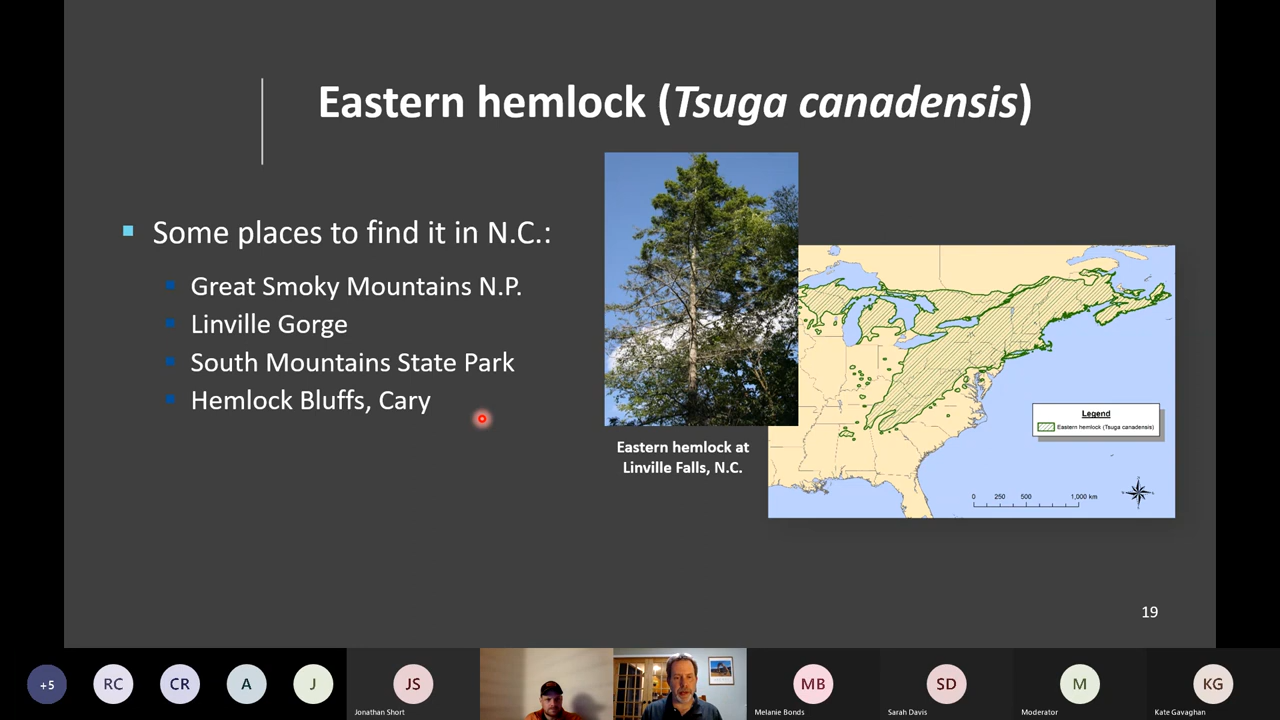 Eastern hemlock (Tsuga canadensis)
Some places to find it in N.C.:
Great Smoky Mountains N.P.
Linville Gorge
South Mountains State Park
Hemlock Bluffs, Cary
Eastern hemlock at
Linville Falls, N.C.
Legend
Eastern hemlock (Tsuga canadensis)
0 250 500 1,000 km
19
+5
RC
CR
A
J
JS
MB
SD
M
KG
Jonathan Short
Melanie Bonds
Sarah Davis
Moderator
Kate Gavaghan